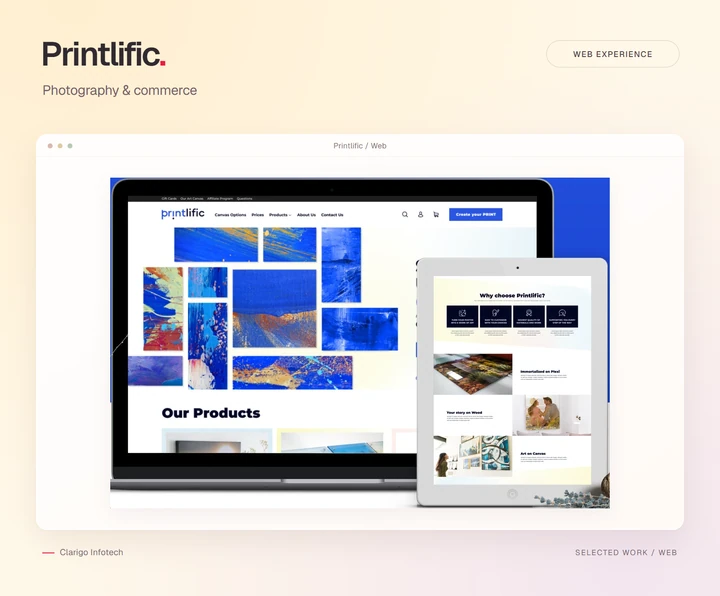 Printlific.
WEB EXPERIENCE
Photography & commerce
Printlific / Web
Gift Cards Our Art Canvas Affiliate Program Questions
printlific Canvas Options Prices Products About Us Contact Us Create your PRINT
Our Products
Why choose Printlific?
Immortalised on Plexi
Your story on Wood
Art on Canvas
Clarigo Infotech
SELECTED WORK / WEB